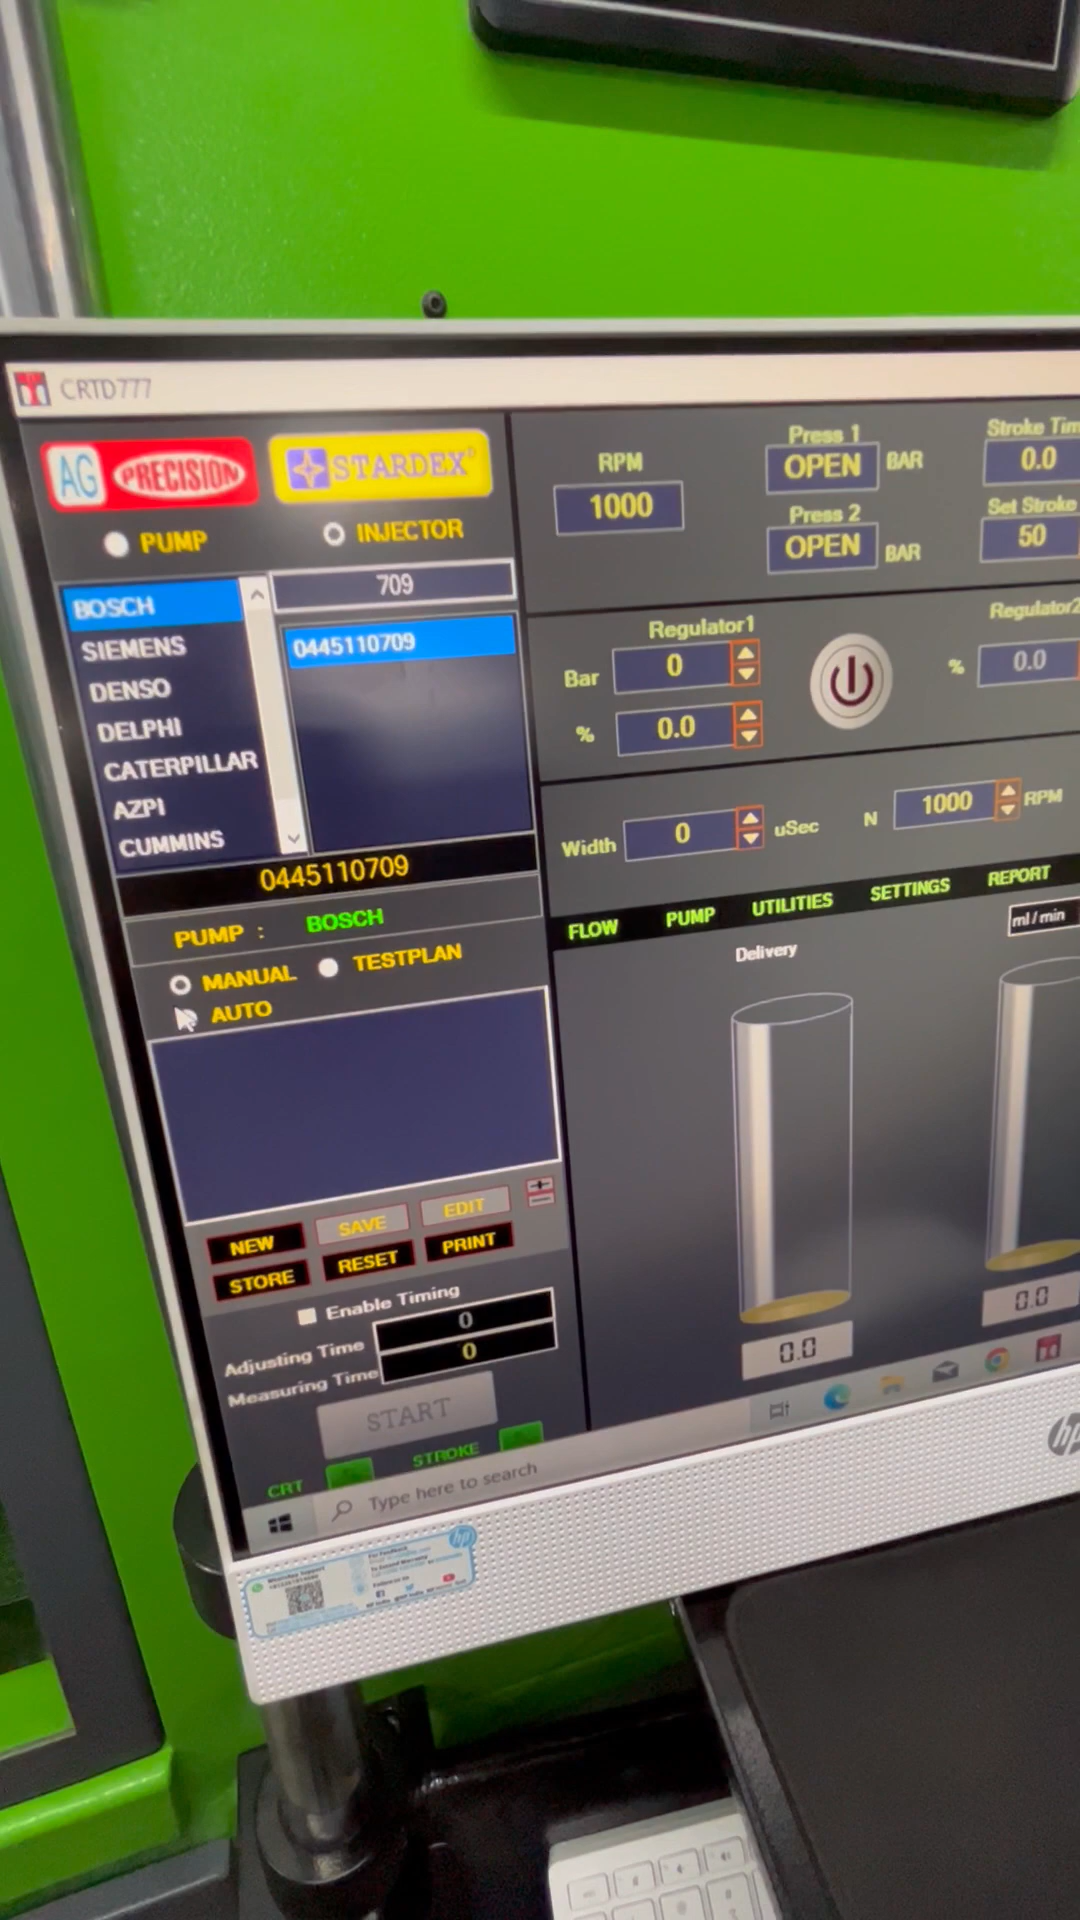 CRTD777
AG PRECISION
STARDEX
PUMP
INJECTOR
BOSCH
SIEMENS
DENSO
DELPHI
CATERPILLAR
AZPI
CUMMINS
709
0445110709
0445110709
PUMP : BOSCH
MANUAL
TESTPLAN
AUTO
NEW
SAVE
EDIT
STORE
RESET
PRINT
Enable Timing
Adjusting Time 0
Measuring Time 0
START
CRT
STROKE
RPM
1000
Press 1
OPEN BAR
Press 2
OPEN BAR
Stroke Tim
0.0
Set Stroke
50
Regulator1
Bar 0
% 0.0
Regulator2
% 0.0
Width 0 uSec
N 1000 RPM
FLOW
PUMP
UTILITIES
SETTINGS
REPORT
Delivery
ml / min
0.0
0.0
Type here to search
hp
hp
WhatsApp Support